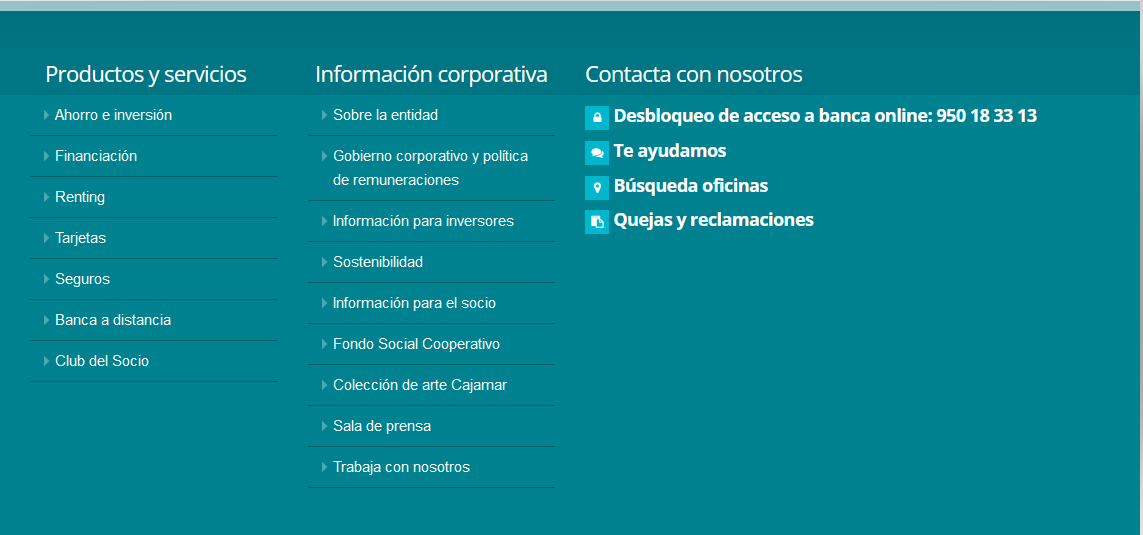 Productos y servicios
Ahorro e inversión
Financiación
Renting
Tarjetas
Seguros
Banca a distancia
Club del Socio
Información corporativa
Sobre la entidad
Gobierno corporativo y política
de remuneraciones
Información para inversores
Sostenibilidad
Información para el socio
Fondo Social Cooperativo
Colección de arte Cajamar
Sala de prensa
Trabaja con nosotros
Contacta con nosotros
Desbloqueo de acceso a banca online: 950 18 33 13
Te ayudamos
Búsqueda oficinas
Quejas y reclamaciones